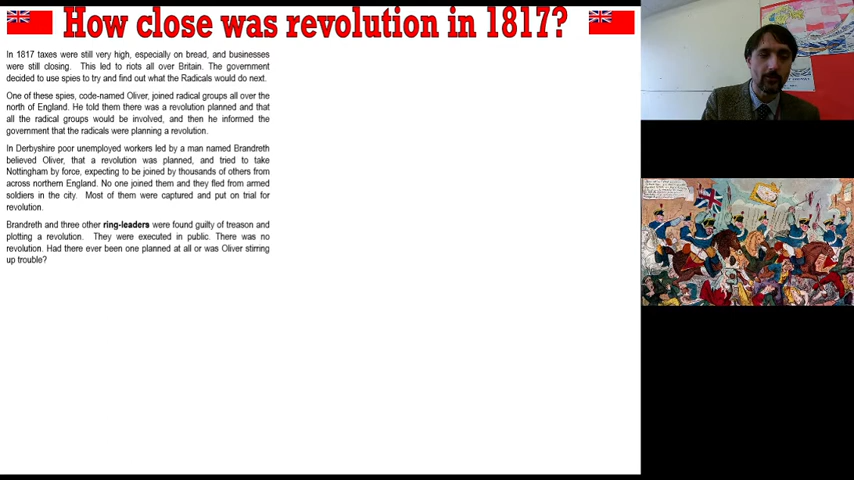 How close was revolution in 1817?
In 1817 taxes were still very high, especially on bread, and businesses
were still closing. This led to riots all over Britain. The government
decided to use spies to try and find out what the Radicals would do next.
One of these spies, code-named Oliver, joined radical groups all over the
north of England. He told them there was a revolution planned and that
all the radical groups would be involved, and then he informed the
government that the radicals were planning a revolution.
In Derbyshire poor unemployed workers led by a man named Brandreth
believed Oliver, that a revolution was planned, and tried to take
Nottingham by force, expecting to be joined by thousands of others from
across northern England. No one joined them and they fled from armed
soldiers in the city. Most of them were captured and put on trial for
revolution.
Brandreth and three other ring-leaders were found guilty of treason and
plotting a revolution. They were executed in public. There was no
revolution. Had there ever been one planned at all or was Oliver stirring
up trouble?